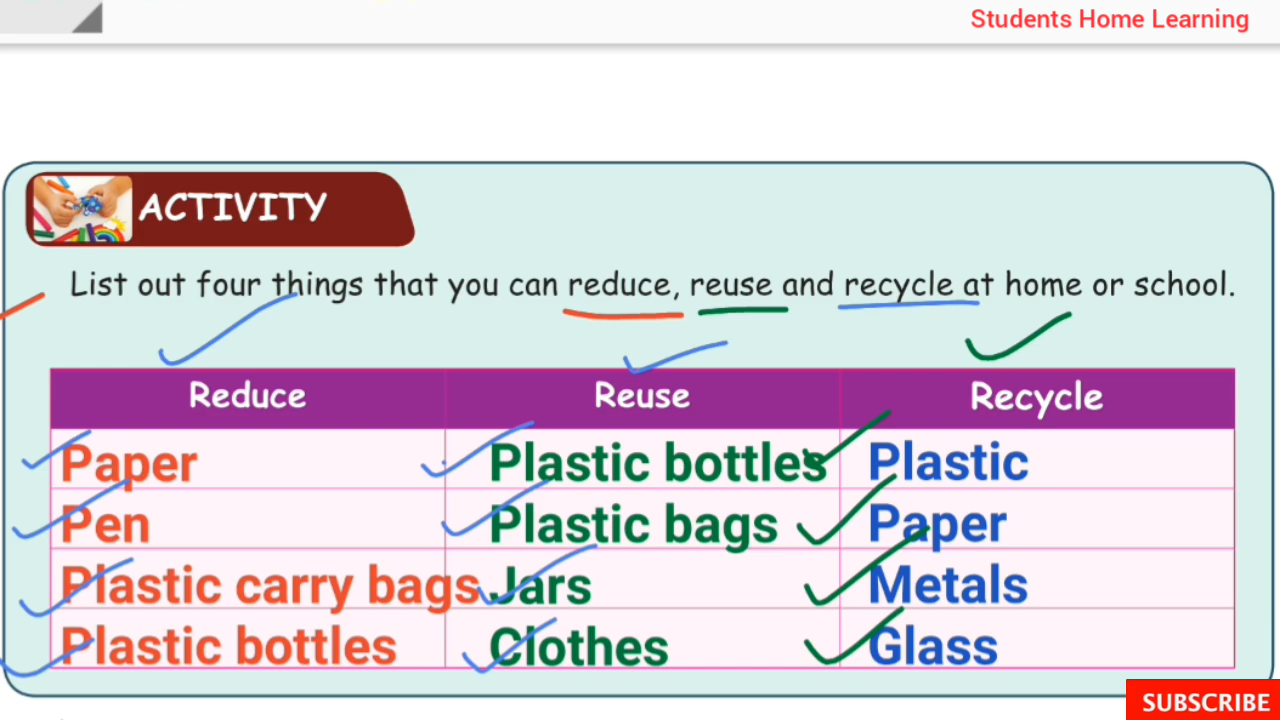 Students Home Learning
ACTIVITY
List out four things that you can reduce, reuse and recycle at home or school.
Reduce Reuse Recycle
Paper Plastic bottles Plastic
Pen Plastic bags Paper
Plastic carry bags Jars Metals
Plastic bottles Clothes Glass
SUBSCRIBE